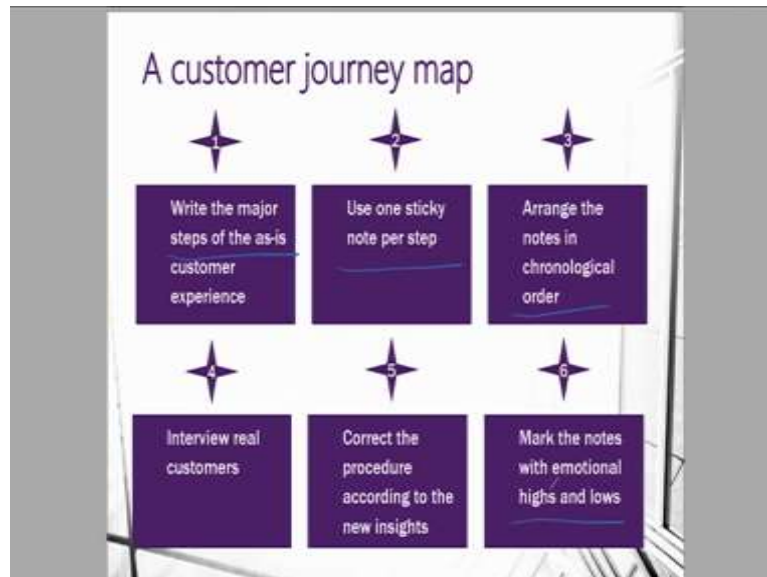 A customer journey map
1
2
3
Write the major
steps of the as-is
customer
experience
Use one sticky
note per step
Arrange the
notes in
chronological
order
4
5
6
Interview real
customers
Correct the
procedure
according to the
new insights
Mark the notes
with emotional
highs and lows